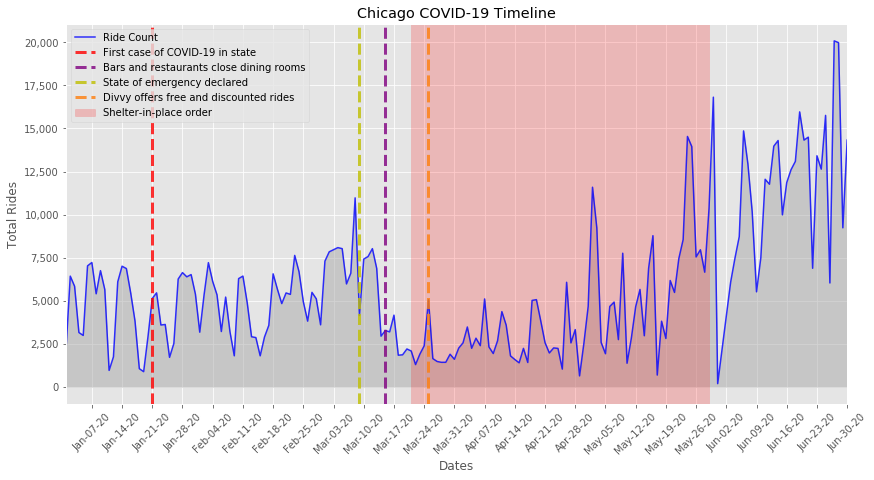 Chicago COVID-19 Timeline
Ride Count
First case of COVID-19 in state
Bars and restaurants close dining rooms
State of emergency declared
Divvy offers free and discounted rides
Shelter-in-place order
20,000
17,500
15,000
12,500
10,000
7,500
5,000
2,500
0
Total Rides
Jan-07-20
Jan-14-20
Jan-21-20
Jan-28-20
Feb-04-20
Feb-11-20
Feb-18-20
Feb-25-20
Mar-03-20
Mar-10-20
Mar-17-20
Mar-24-20
Mar-31-20
Apr-07-20
Apr-14-20
Apr-21-20
Apr-28-20
May-05-20
May-12-20
May-19-20
May-26-20
Jun-02-20
Jun-09-20
Jun-16-20
Jun-23-20
Jun-30-20
Dates